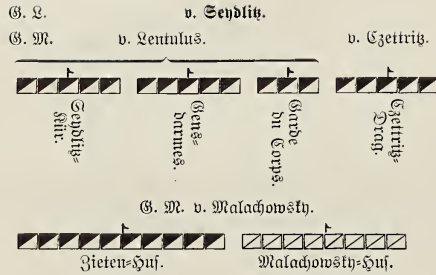 G. L. v. Seydlitz.
G. M. v. Lentulus. v. Czettritz.
Seydlitz-
Kür.
Gens-
darmes.
Garde
du Corps.
Czettritz-
Drag.
G. M. v. Malachowsky.
Zieten-Hus. Malachowsky-Hus.